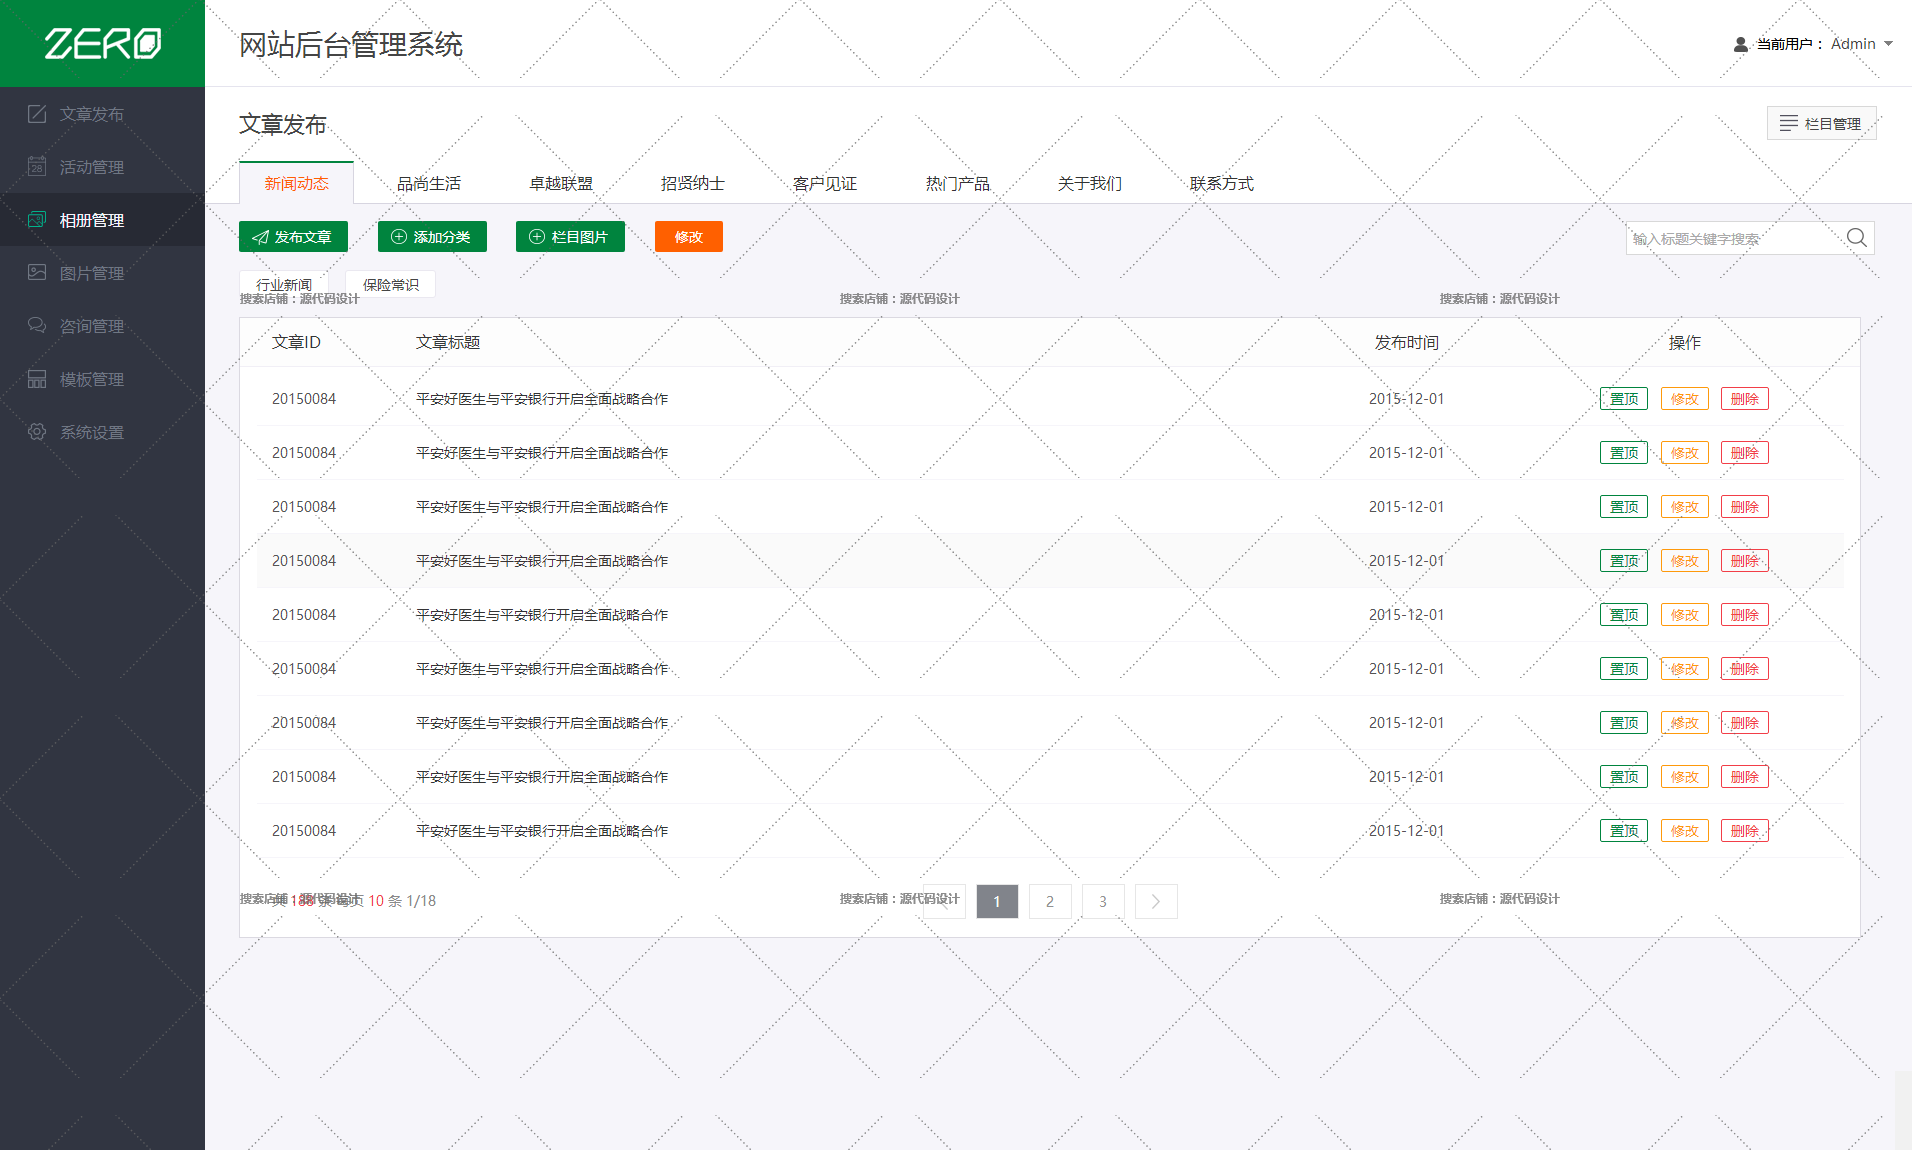 ZERO
网站后台管理系统
当前用户： Admin
文章发布
活动管理
28
相册管理
图片管理
咨询管理
模板管理
系统设置
文章发布
栏目管理
新闻动态 品尚生活 卓越联盟 招贤纳士 客户见证 热门产品 关于我们 联系方式
发布文章 添加分类 栏目图片 修改
输入标题关键字搜索
行业新闻 保险常识
搜索店铺：源代码设计 搜索店铺：源代码设计 搜索店铺：源代码设计
文章ID 文章标题 发布时间 操作
20150084 平安好医生与平安银行开启全面战略合作 2015-12-01 置顶 修改 删除
20150084 平安好医生与平安银行开启全面战略合作 2015-12-01 置顶 修改 删除
20150084 平安好医生与平安银行开启全面战略合作 2015-12-01 置顶 修改 删除
20150084 平安好医生与平安银行开启全面战略合作 2015-12-01 置顶 修改 删除
20150084 平安好医生与平安银行开启全面战略合作 2015-12-01 置顶 修改 删除
20150084 平安好医生与平安银行开启全面战略合作 2015-12-01 置顶 修改 删除
20150084 平安好医生与平安银行开启全面战略合作 2015-12-01 置顶 修改 删除
20150084 平安好医生与平安银行开启全面战略合作 2015-12-01 置顶 修改 删除
20150084 平安好医生与平安银行开启全面战略合作 2015-12-01 置顶 修改 删除
搜索店铺：源代码设计 搜索店铺：源代码设计 搜索店铺：源代码设计
共 188 条 每页 10 条 1/18
1 2 3